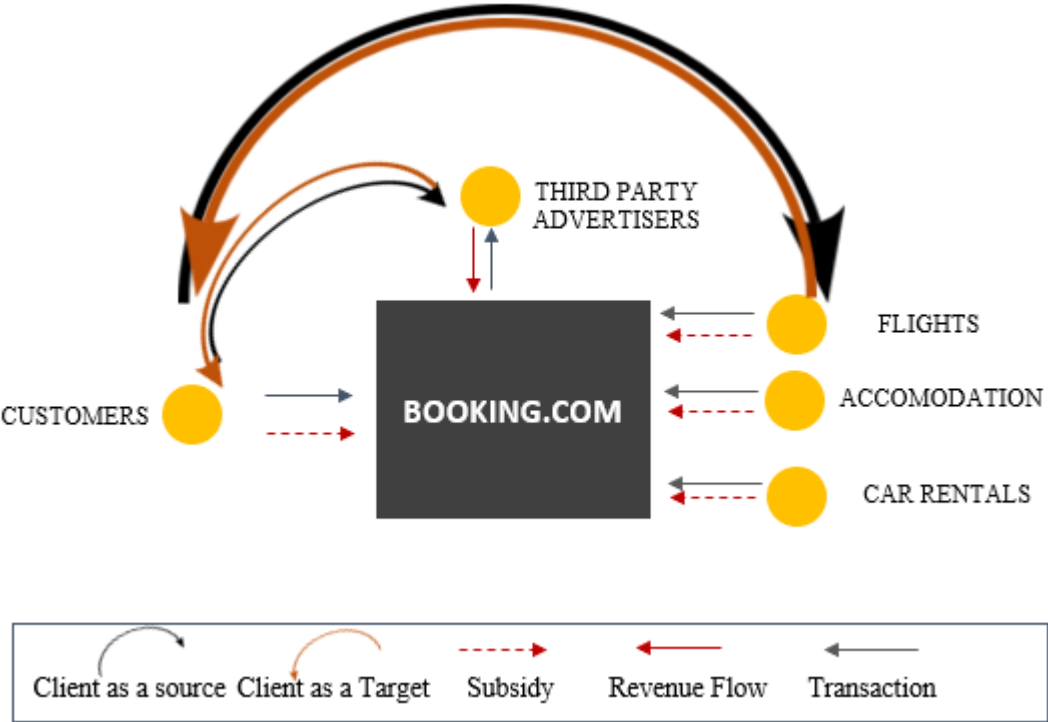 THIRD PARTY
ADVERTISERS
FLIGHTS
ACCOMODATION
BOOKING.COM
CUSTOMERS
CAR RENTALS
Client as a source
Client as a Target
Subsidy
Revenue Flow
Transaction